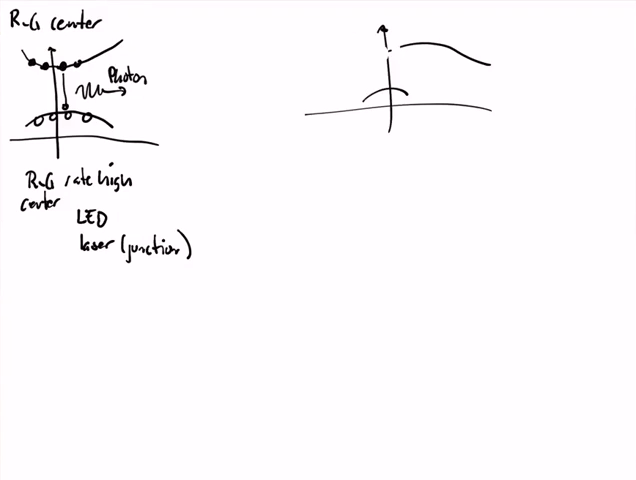 R-G center
Photon
R-G rate high
center
LED
laser (junction)